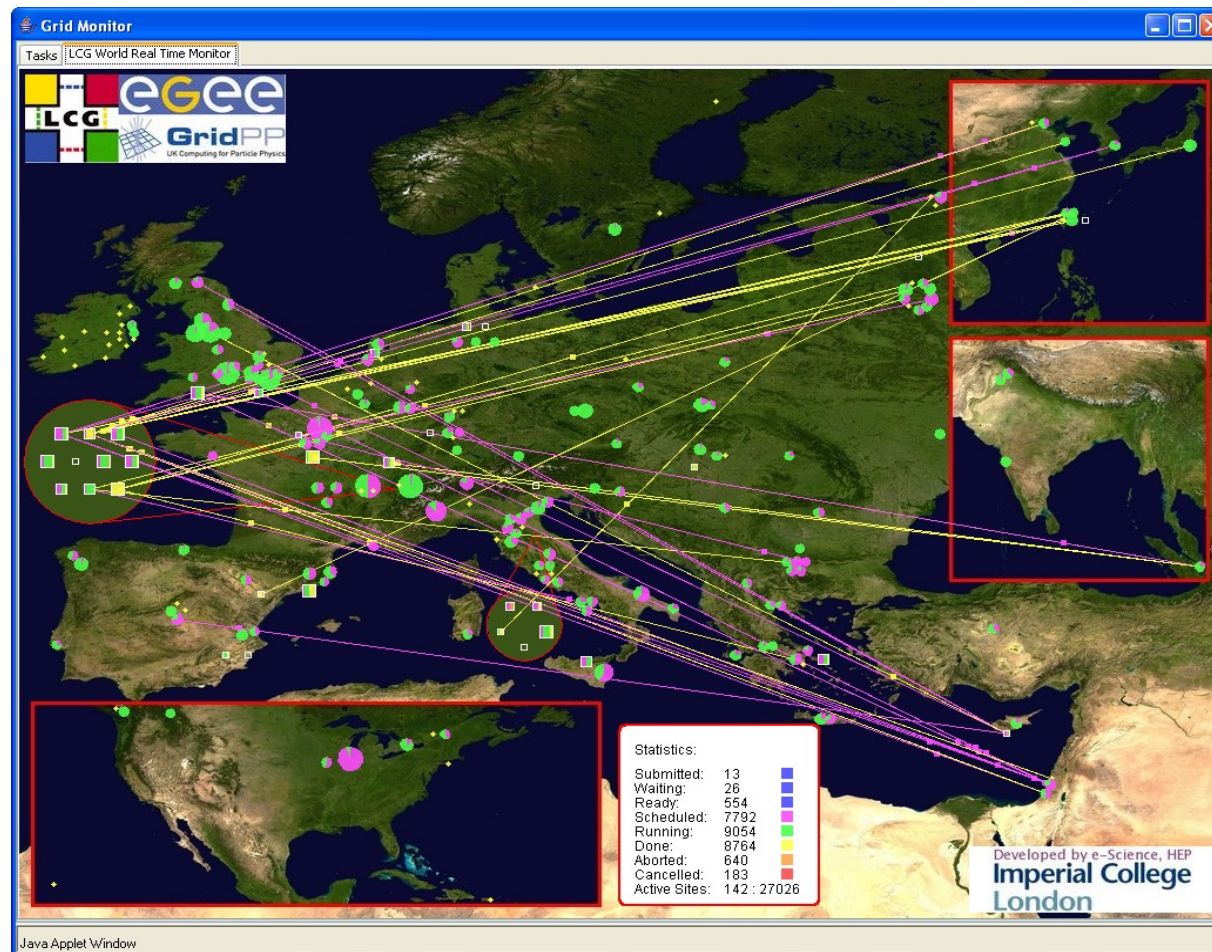 Grid Monitor
Tasks
LCG World Real Time Monitor
LCG
eGee
GridPP
UK Computing for Particle Physics
Statistics:
Submitted: 13
Waiting: 26
Ready: 554
Scheduled: 7792
Running: 9054
Done: 8764
Aborted: 640
Cancelled: 183
Active Sites: 142 : 27026
Developed by e-Science, HEP
Imperial College
London
Java Applet Window